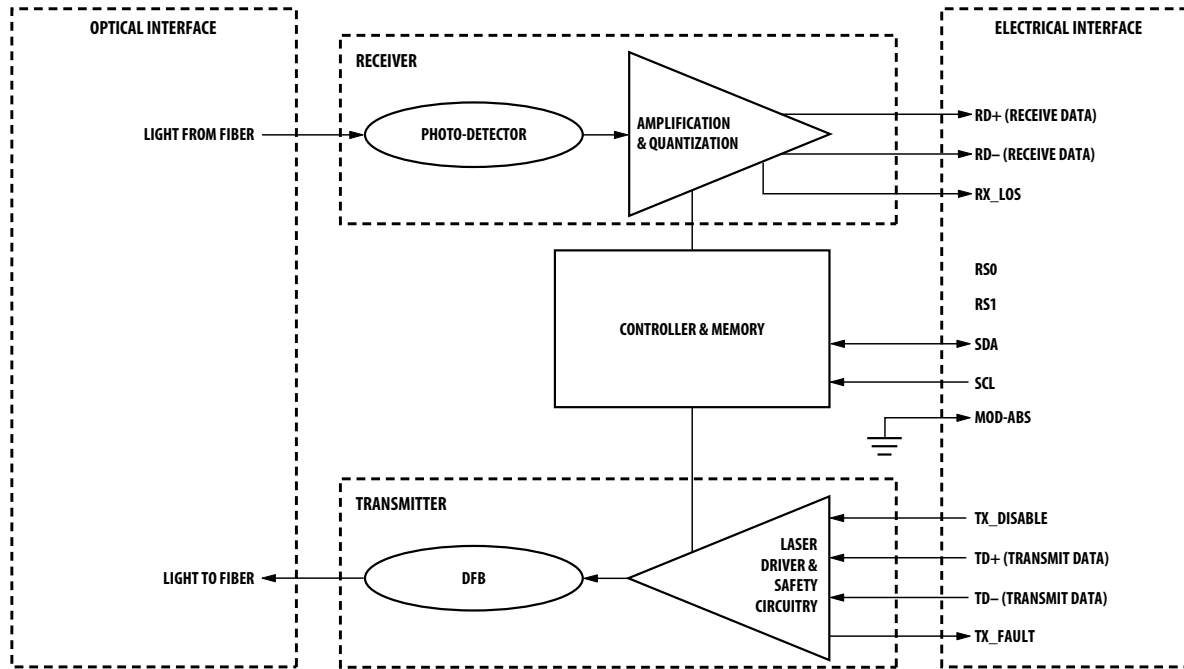 OPTICAL INTERFACE
ELECTRICAL INTERFACE
RECEIVER
LIGHT FROM FIBER
PHOTO-DETECTOR
AMPLIFICATION
& QUANTIZATION
RD+ (RECEIVE DATA)
RD– (RECEIVE DATA)
RX_LOS
RS0
RS1
CONTROLLER & MEMORY
SDA
SCL
MOD-ABS
TRANSMITTER
LIGHT TO FIBER
DFB
LASER
DRIVER &
SAFETY
CIRCUITRY
TX_DISABLE
TD+ (TRANSMIT DATA)
TD– (TRANSMIT DATA)
TX_FAULT